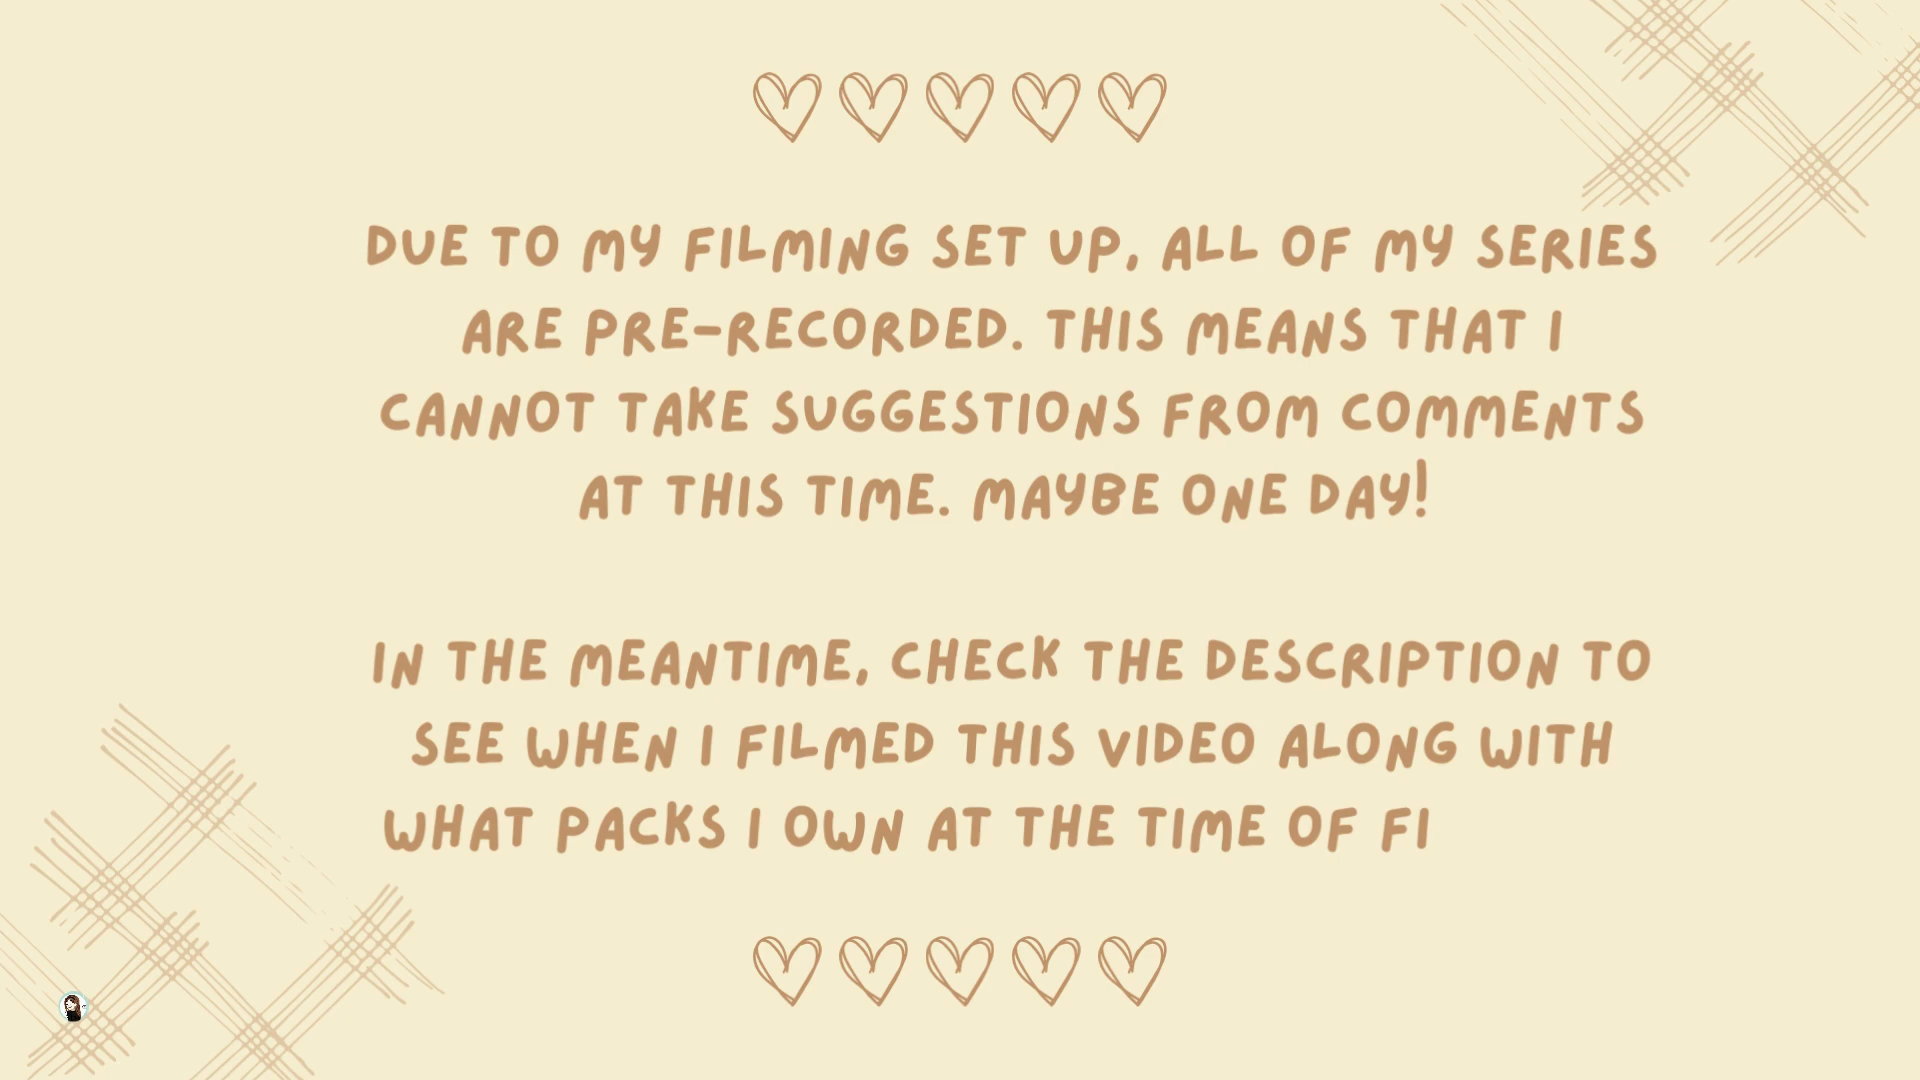 DUE TO MY FILMING SET UP, ALL OF MY SERIES
ARE PRE-RECORDED. THIS MEANS THAT I
CANNOT TAKE SUGGESTIONS FROM COMMENTS
AT THIS TIME. MAYBE ONE DAY!
IN THE MEANTIME, CHECK THE DESCRIPTION TO
SEE WHEN I FILMED THIS VIDEO ALONG WITH
WHAT PACKS I OWN AT THE TIME OF FI